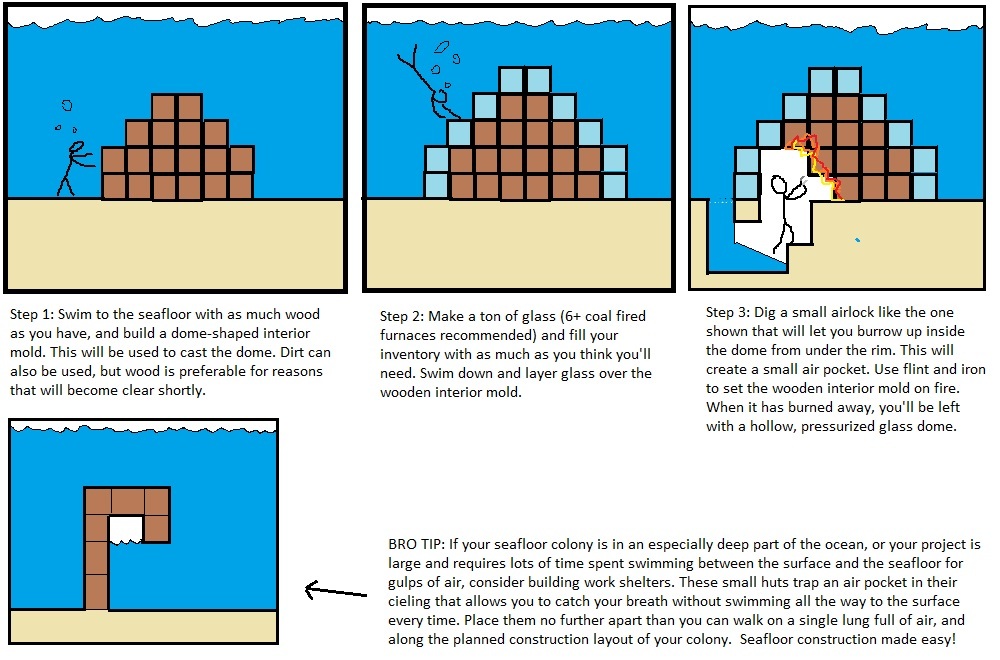 Step 1: Swim to the seafloor with as much wood
as you have, and build a dome-shaped interior
mold. This will be used to cast the dome. Dirt can
also be used, but wood is preferable for reasons
that will become clear shortly.
Step 2: Make a ton of glass (6+ coal fired
furnaces recommended) and fill your
inventory with as much as you think you'll
need. Swim down and layer glass over the
wooden interior mold.
Step 3: Dig a small airlock like the one
shown that will let you burrow up inside
the dome from under the rim. This will
create a small air pocket. Use flint and iron
to set the wooden interior mold on fire.
When it has burned away, you'll be left
with a hollow, pressurized glass dome.
BRO TIP: If your seafloor colony is in an especially deep part of the ocean, or your project is
large and requires lots of time spent swimming between the surface and the seafloor for
gulps of air, consider building work shelters. These small huts trap an air pocket in their
cieling that allows you to catch your breath without swimming all the way to the surface
every time. Place them no further apart than you can walk on a single lung full of air, and
along the planned construction layout of your colony.  Seafloor construction made easy!